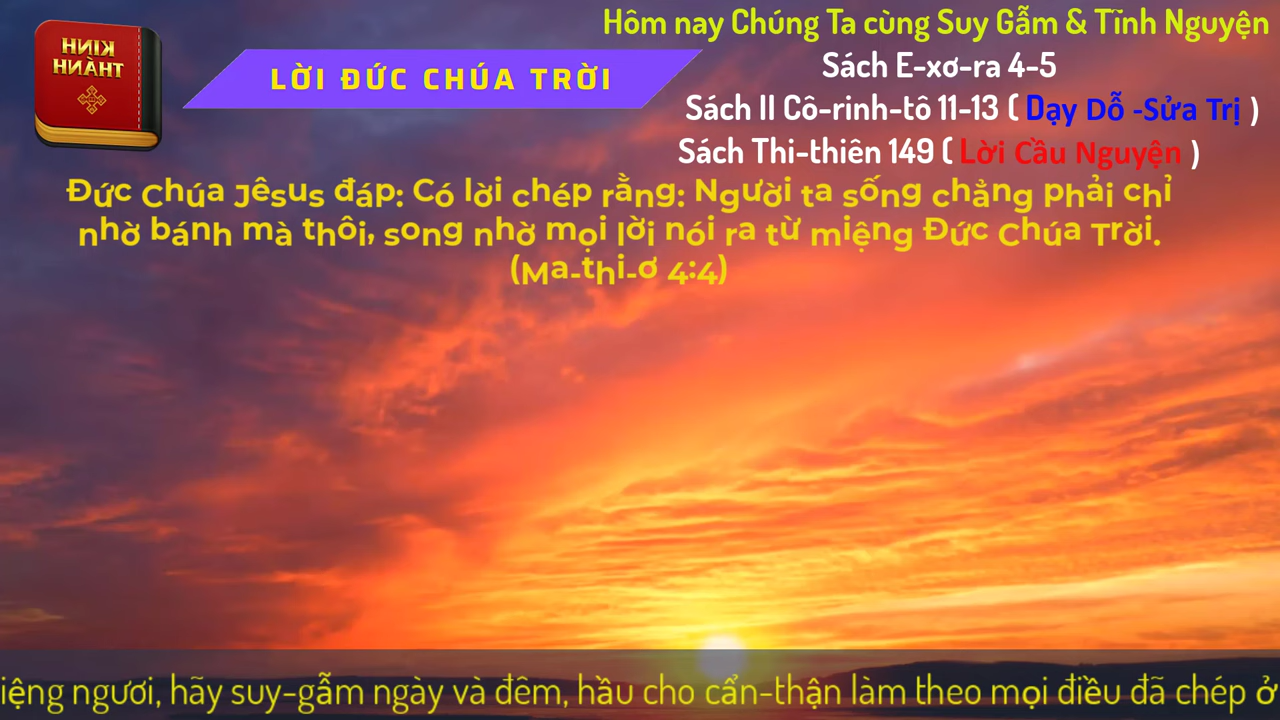 KINH
THÀNH
LỜI ĐỨC CHÚA TRỜI
Hôm nay Chúng Ta cùng Suy Gẫm & Tĩnh Nguyện
Sách E-xơ-ra 4-5
Sách II Cô-rinh-tô 11-13 ( Dạy Dỗ -Sửa Trị )
Sách Thi-thiên 149 ( Lời Cầu Nguyện )
Đức Chúa Jêsus đáp: Có lời chép rằng: Người ta sống chẳng phải chỉ
nhờ bánh mà thôi, song nhờ mọi lời nói ra từ miệng Đức Chúa Trời.
(Ma-thi-ơ 4:4)
iệng ngươi, hãy suy-gẫm ngày và đêm, hầu cho cẩn-thận làm theo mọi điều đã chép ở